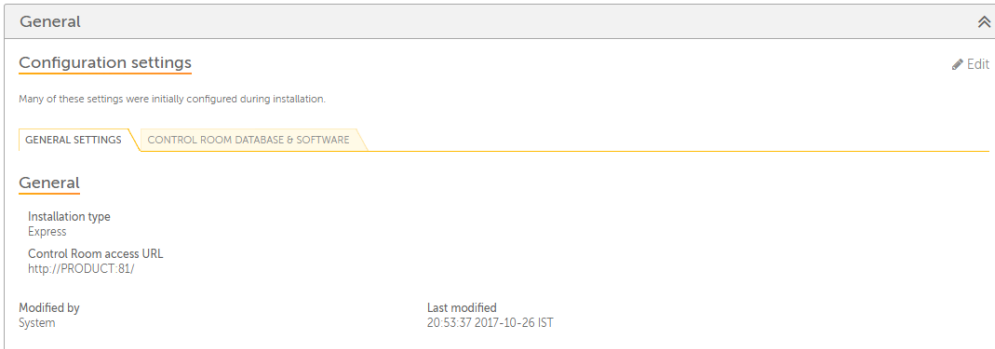 General
Configuration settings
Edit
Many of these settings were initially configured during installation.
GENERAL SETTINGS
CONTROL ROOM DATABASE & SOFTWARE
General
Installation type
Express
Control Room access URL
http://PRODUCT:81/
Modified by
System
Last modified
20:53:37 2017-10-26 IST